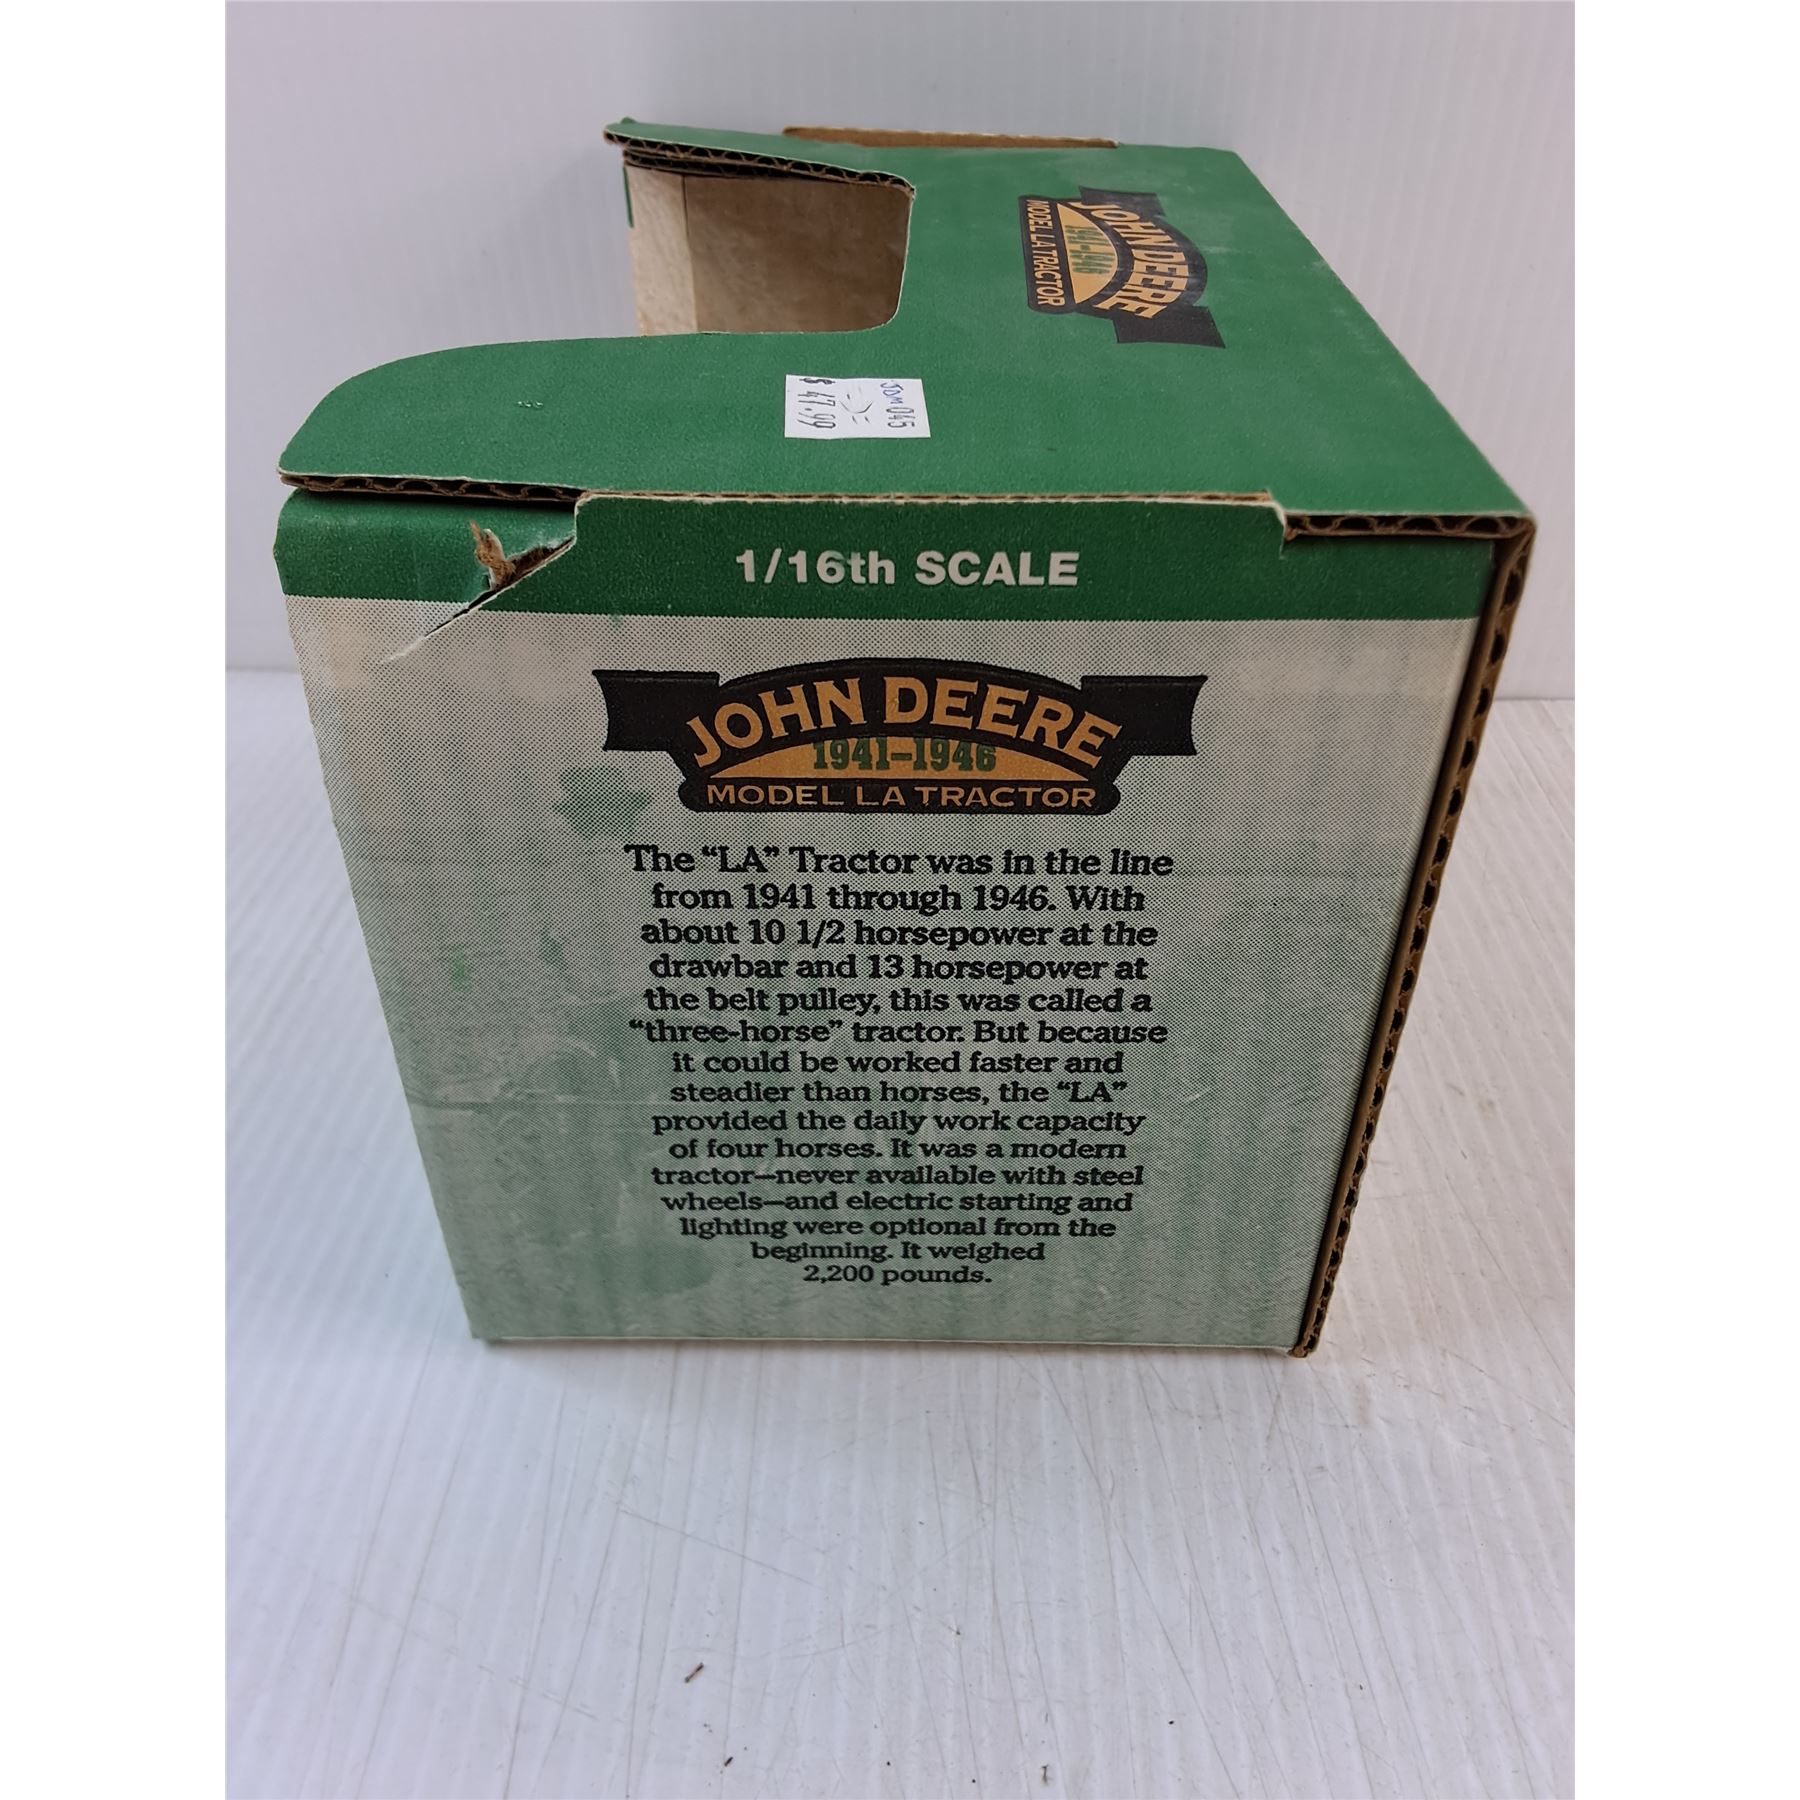 JOHN DEERE
1941-1946
MODEL LA TRACTOR
045
$47.99
1/16th SCALE
JOHN DEERE
1941-1946
MODEL LA TRACTOR
The “LA” Tractor was in the line
from 1941 through 1946. With
about 10 1/2 horsepower at the
drawbar and 13 horsepower at
the belt pulley, this was called a
“three-horse” tractor. But because
it could be worked faster and
steadier than horses, the “LA”
provided the daily work capacity
of four horses. It was a modern
tractor—never available with steel
wheels—and electric starting and
lighting were optional from the
beginning. It weighed
2,200 pounds.